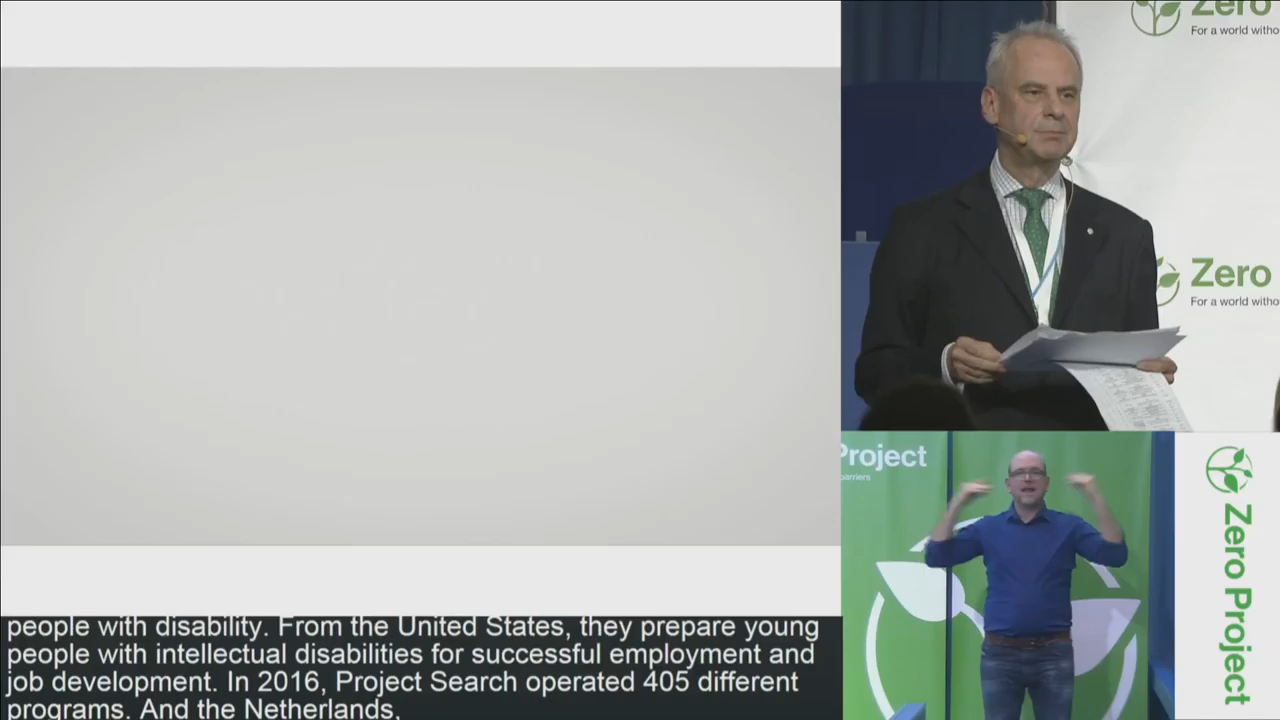 Zero
For a world witho
Zero
For a world witho
Project
barriers
Zero Project
people with disability. From the United States, they prepare young
people with intellectual disabilities for successful employment and
job development. In 2016, Project Search operated 405 different
programs. And the Netherlands,